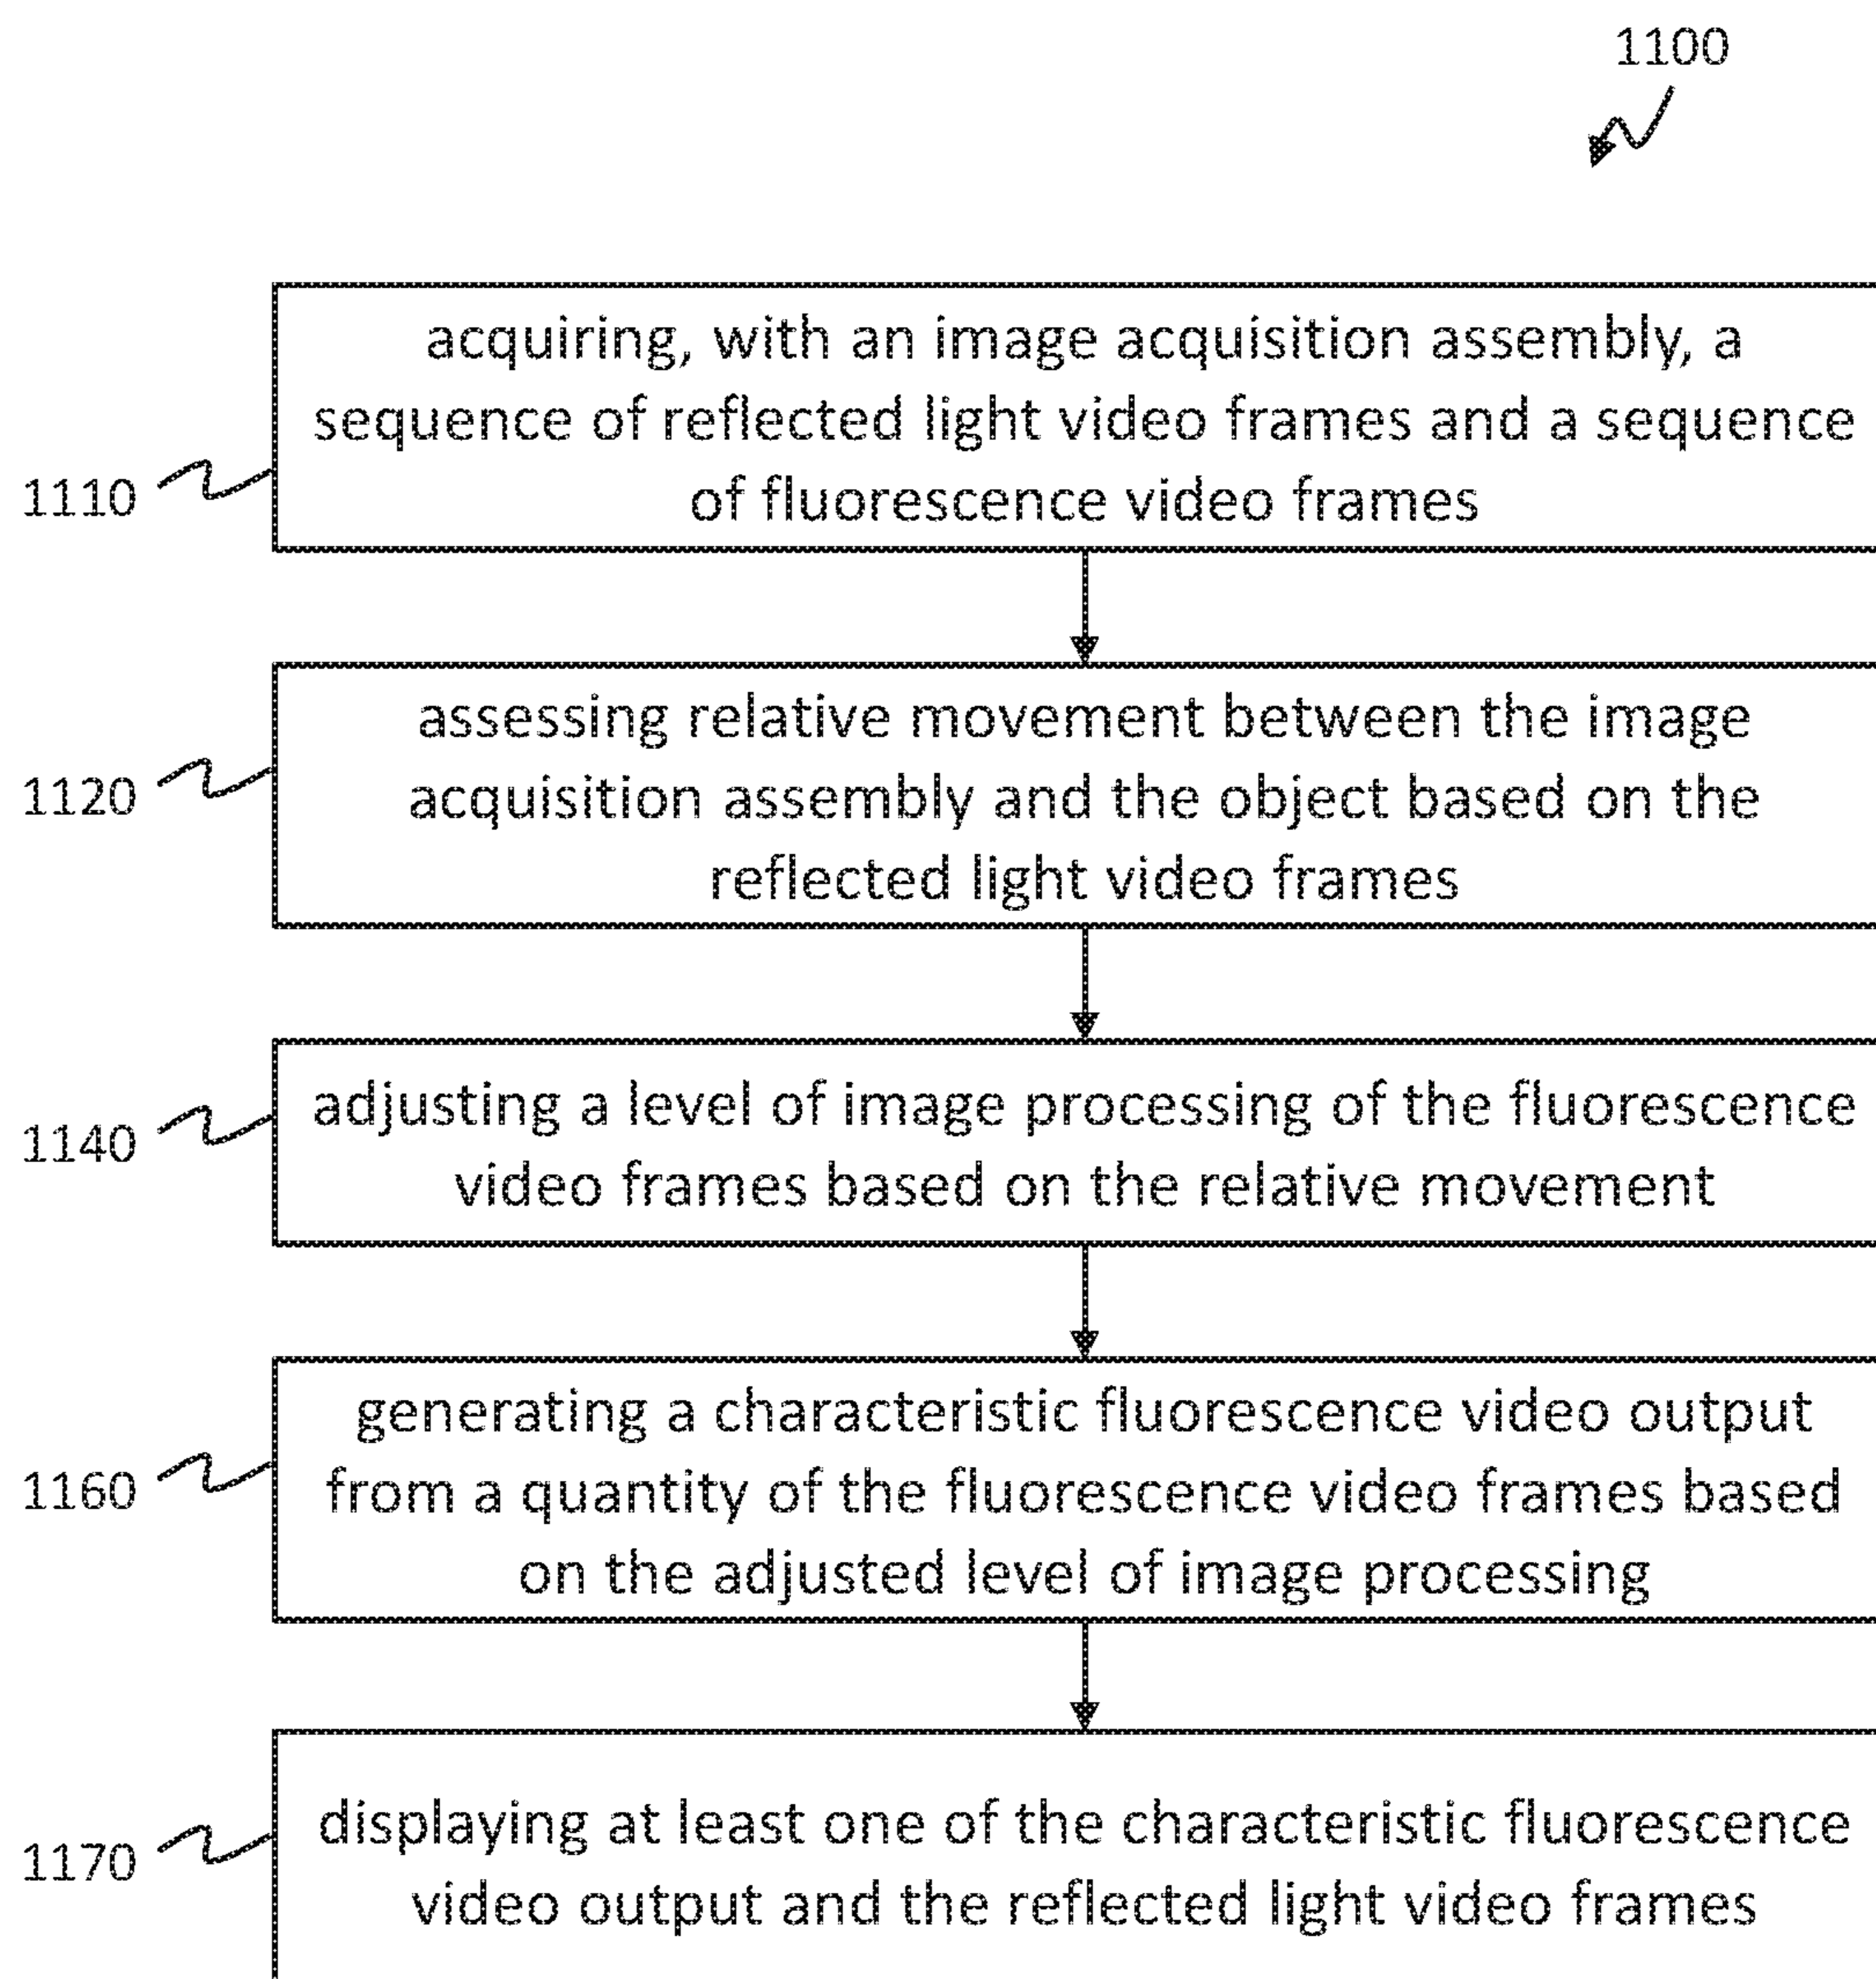 1100
acquiring, with an image acquisition assembly, a
sequence of reflected light video frames and a sequence
of fluorescence video frames
1110
assessing relative movement between the image
acquisition assembly and the object based on the
reflected light video frames
1120
adjusting a level of image processing of the fluorescence
video frames based on the relative movement
1140
generating a characteristic fluorescence video output
from a quantity of the fluorescence video frames based
on the adjusted level of image processing
1160
displaying at least one of the characteristic fluorescence
video output and the reflected light video frames
1170